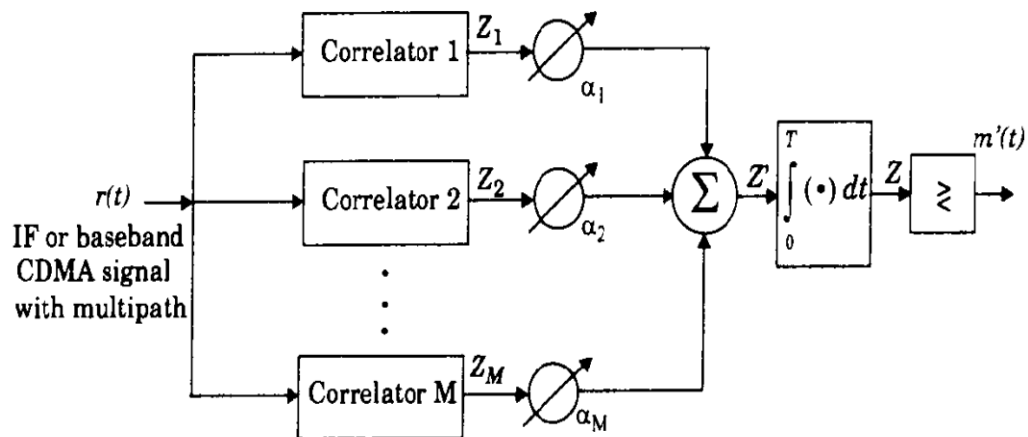 Correlator 1
Z1
α1
r(t)
IF or baseband
CDMA signal
with multipath
Correlator 2
Z2
α2
Σ
Z'
T
∫ (•) dt
0
Z
≷
m'(t)
Correlator M
ZM
αM